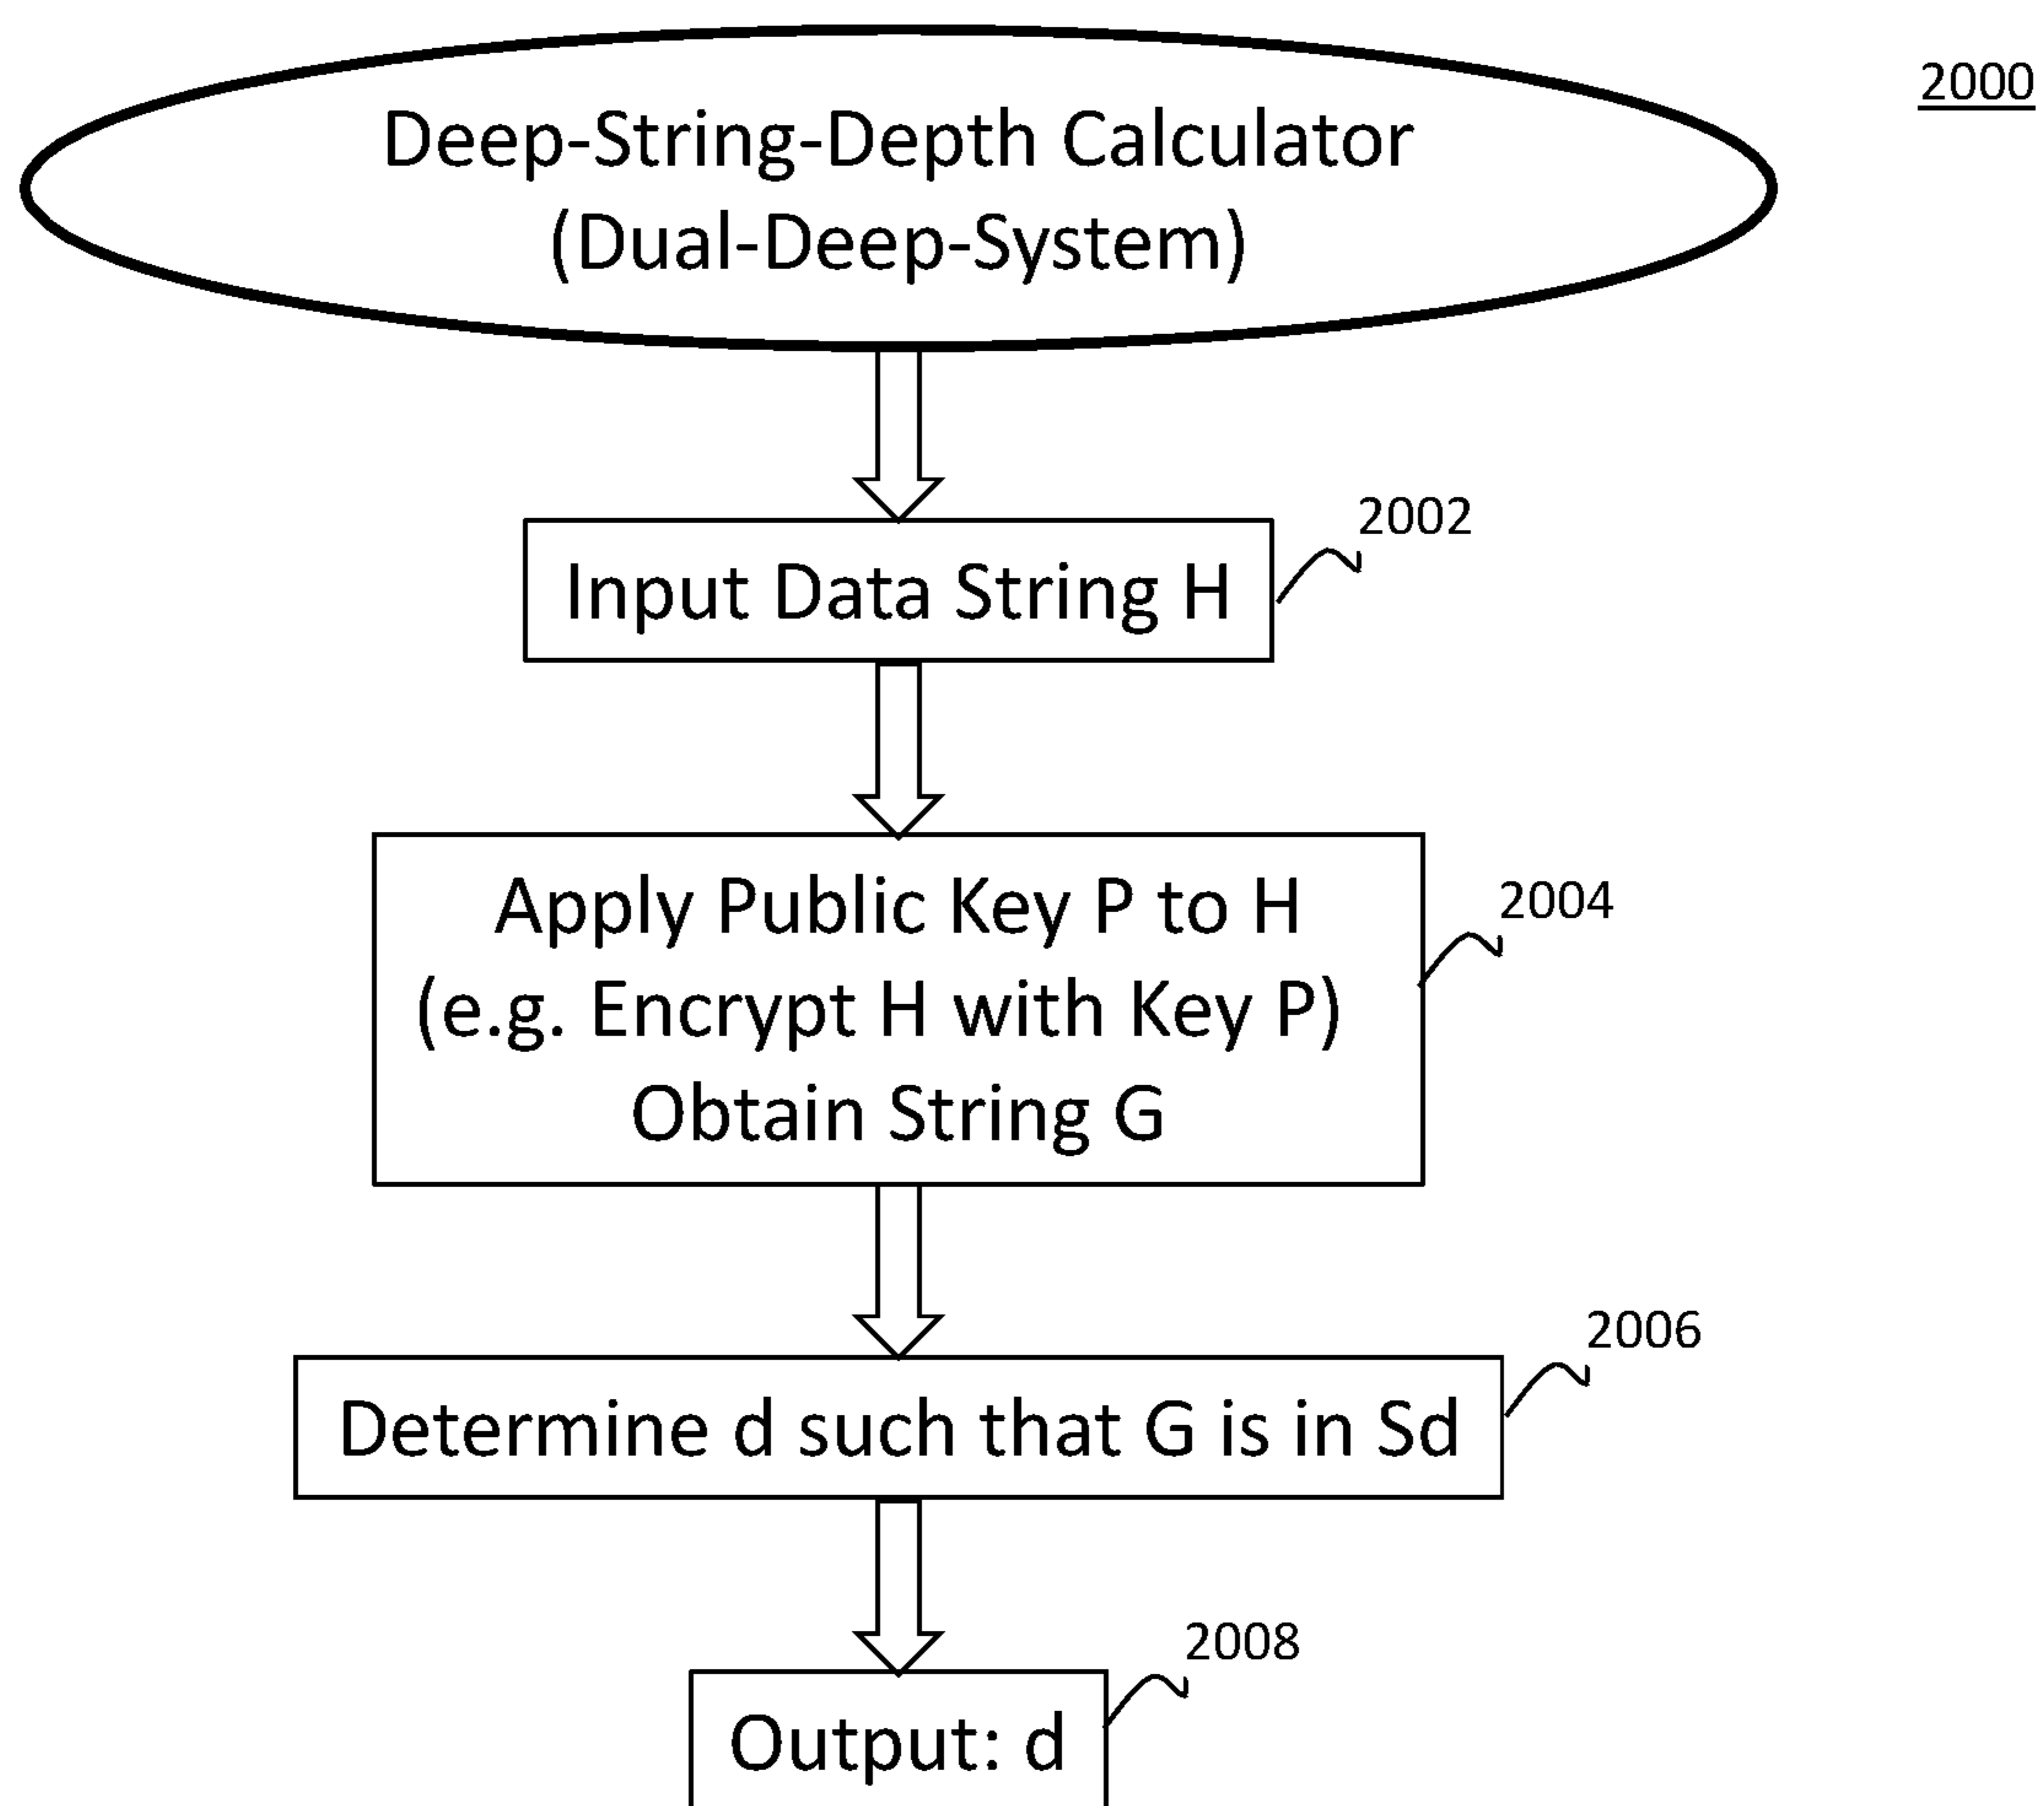 2000
Deep-String-Depth Calculator
(Dual-Deep-System)
2002
Input Data String H
2004
Apply Public Key P to H
(e.g. Encrypt H with Key P)
Obtain String G
2006
Determine d such that G is in Sd
2008
Output: d